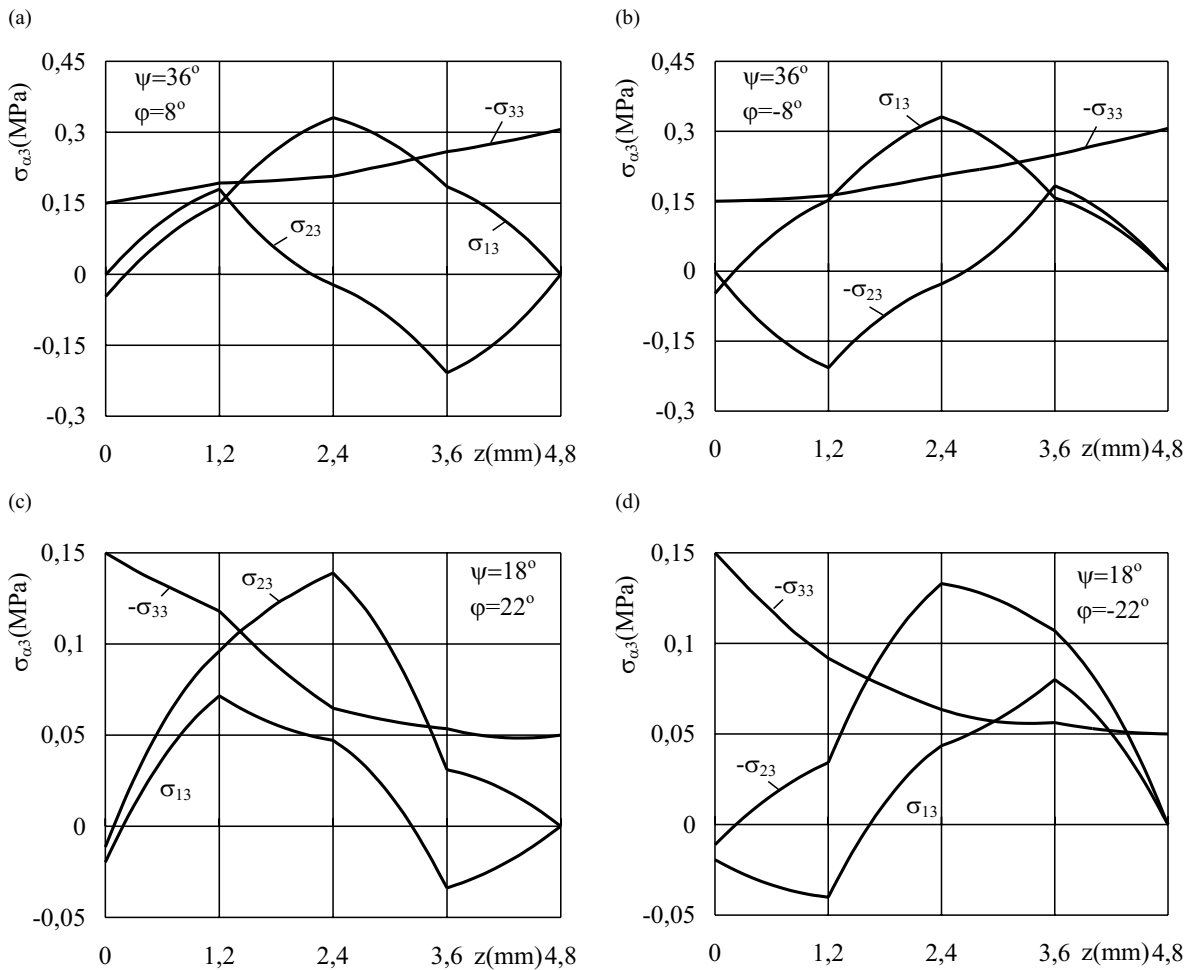 (a)
σα3(MPa)
0,45
0,3
0,15
0
-0,15
-0,3
ψ=36°
φ=8°
-σ33
σ23
σ13
0 1,2 2,4 3,6 z(mm) 4,8
(b)
σα3(MPa)
0,45
0,3
0,15
0
-0,15
-0,3
ψ=36°
φ=-8°
σ13
-σ33
-σ23
0 1,2 2,4 3,6 z(mm) 4,8
(c)
σα3(MPa)
0,15
0,1
0,05
0
-0,05
σ23
-σ33
ψ=18°
φ=22°
σ13
0 1,2 2,4 3,6 z(mm) 4,8
(d)
σα3(MPa)
0,15
0,1
0,05
0
-0,05
-σ33
ψ=18°
φ=-22°
-σ23
σ13
0 1,2 2,4 3,6 z(mm) 4,8